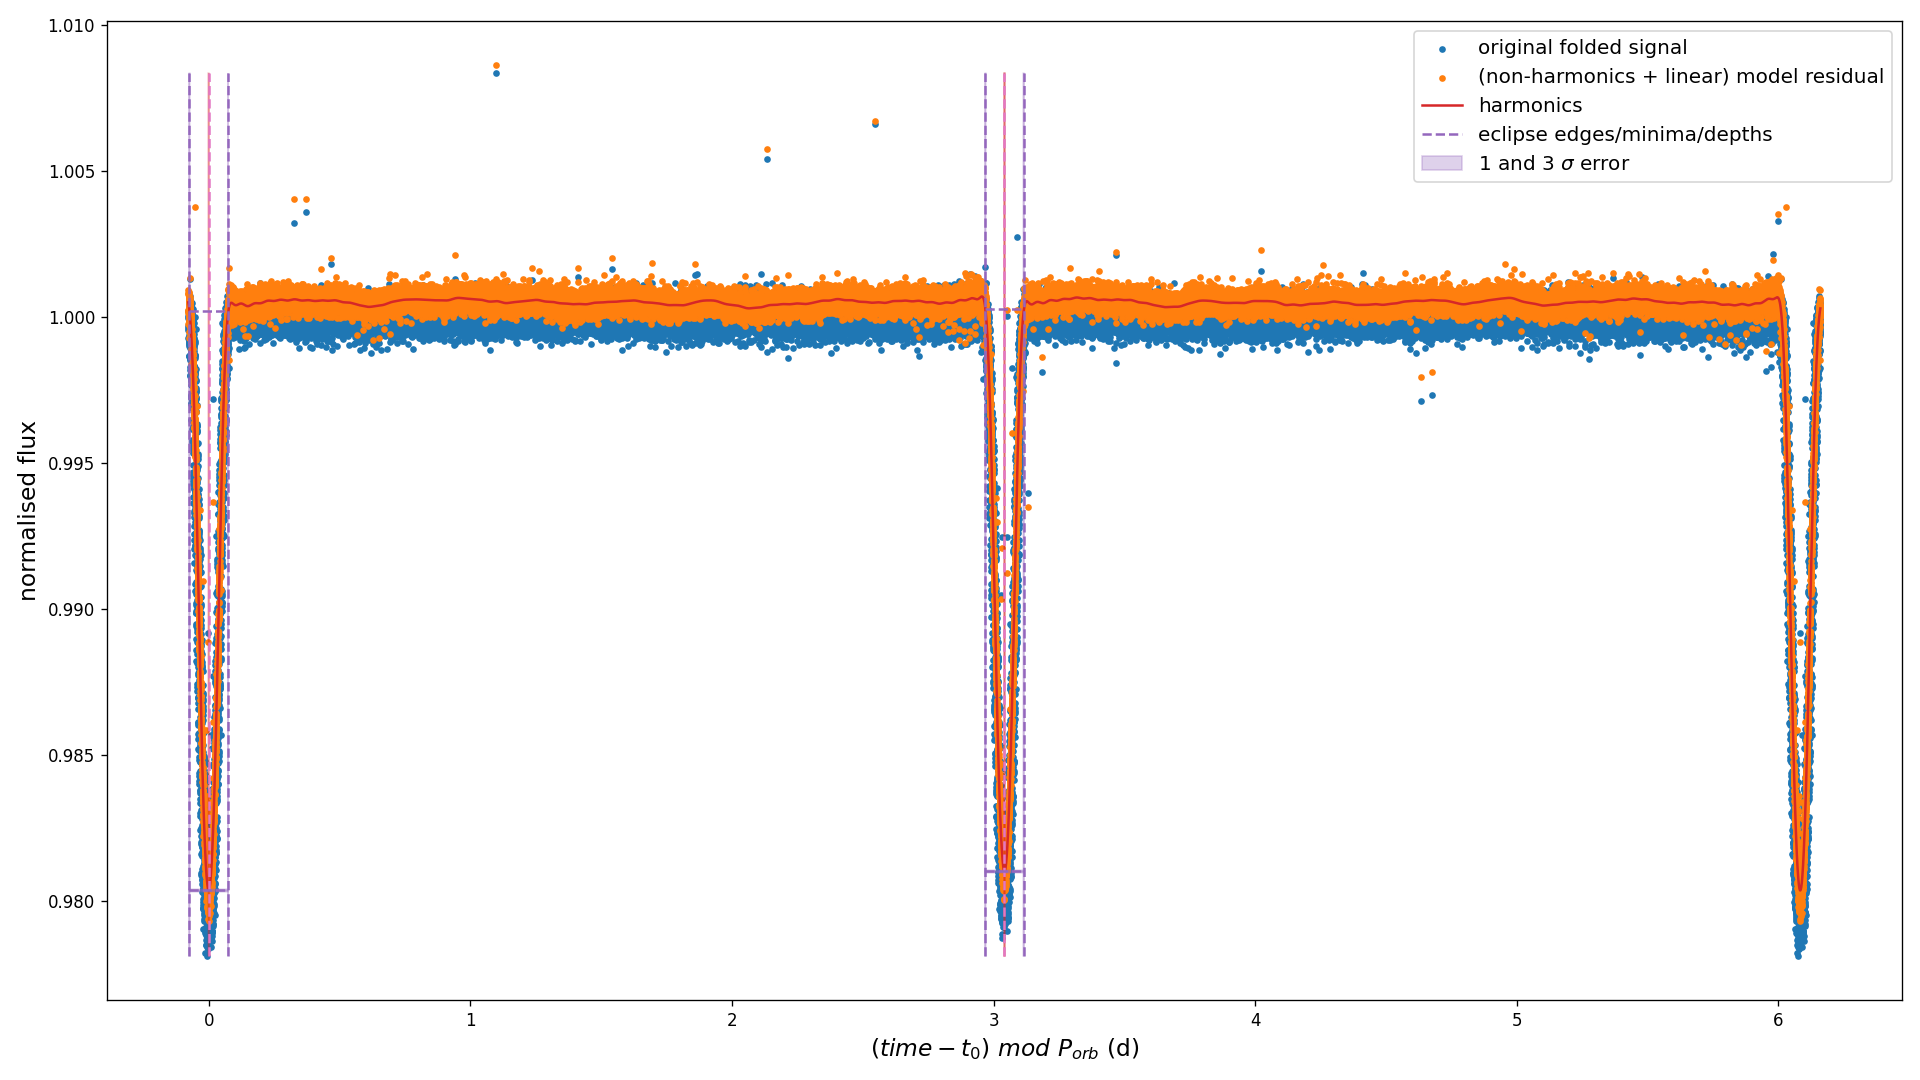 1.010
1.005
1.000
0.995
0.990
0.985
0.980
normalised flux
original folded signal
(non-harmonics + linear) model residual
harmonics
eclipse edges/minima/depths
1 and 3 σ error
0 1 2 3 4 5 6
(time − t₀) mod Pₒᵣb (d)